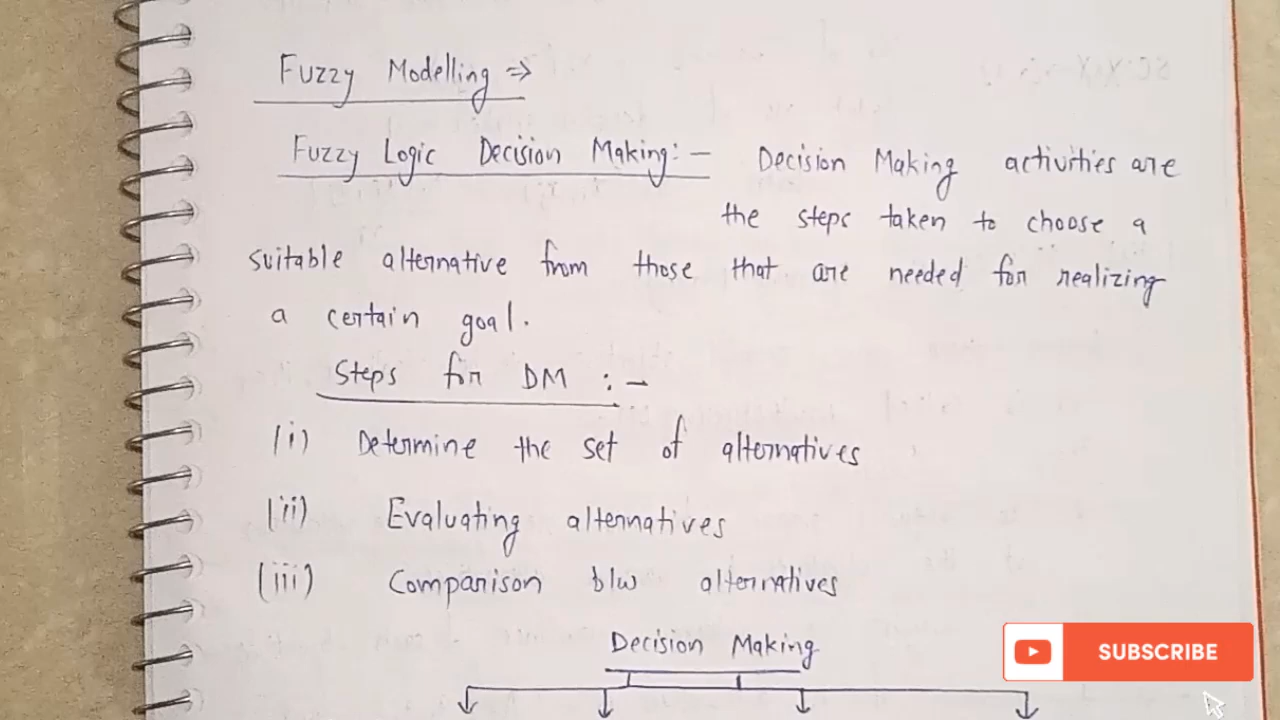 Fuzzy Modelling ⇒
Fuzzy Logic Decision Making:- Decision Making activities are
the steps taken to choose a
suitable alternative from those that are needed for realizing
a certain goal.
Steps for DM :-
(i) Determine the set of alternatives
(ii) Evaluating alternatives
(iii) Comparison b/w alternatives
Decision Making
SUBSCRIBE